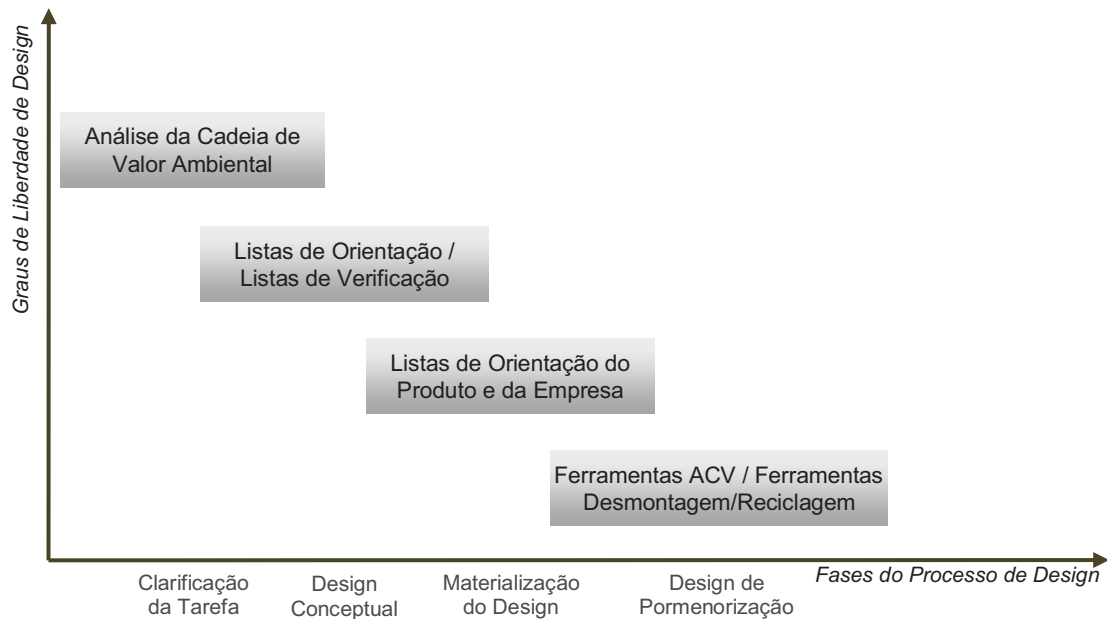 Graus de Liberdade de Design
Análise da Cadeia de
Valor Ambiental
Listas de Orientação /
Listas de Verificação
Listas de Orientação do
Produto e da Empresa
Ferramentas ACV / Ferramentas
Desmontagem/Reciclagem
Clarificação
da Tarefa
Design
Conceptual
Materialização
do Design
Design de
Pormenorização
Fases do Processo de Design